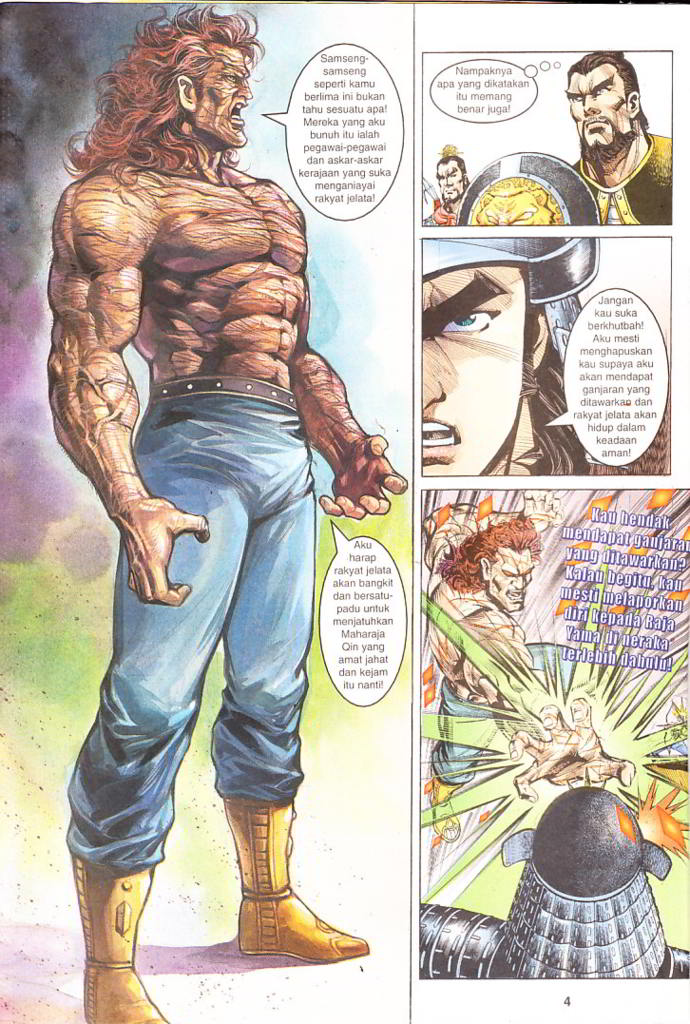 Samseng-
samseng
seperti kamu
berlima ini bukan
tahu sesuatu apa!
Mereka yang aku
bunuh itu ialah
pegawai-pegawai
dan askar-askar
kerajaan yang suka
menganiayai
rakyat jelata!
Aku
harap
rakyat jelata
akan bangkit
dan bersatu-
padu untuk
menjatuhkan
Maharaja
Qin yang
amat jahat
dan kejam
itu nanti!
Nampaknya
apa yang dikatakan
itu memang
benar juga!
Jangan
kau suka
berkhutbah!
Aku mesti
menghapuskan
kau supaya aku
akan mendapat
ganjaran yang
ditawarkan dan
rakyat jelata akan
hidup dalam
keadaan
aman!
Kau hendak
mendapat ganjaran
yang ditawarkan?
Kalau begitu, kau
mesti melaporkan
diri kepada Raja
Yama di neraka
terlebih dahulu!
4